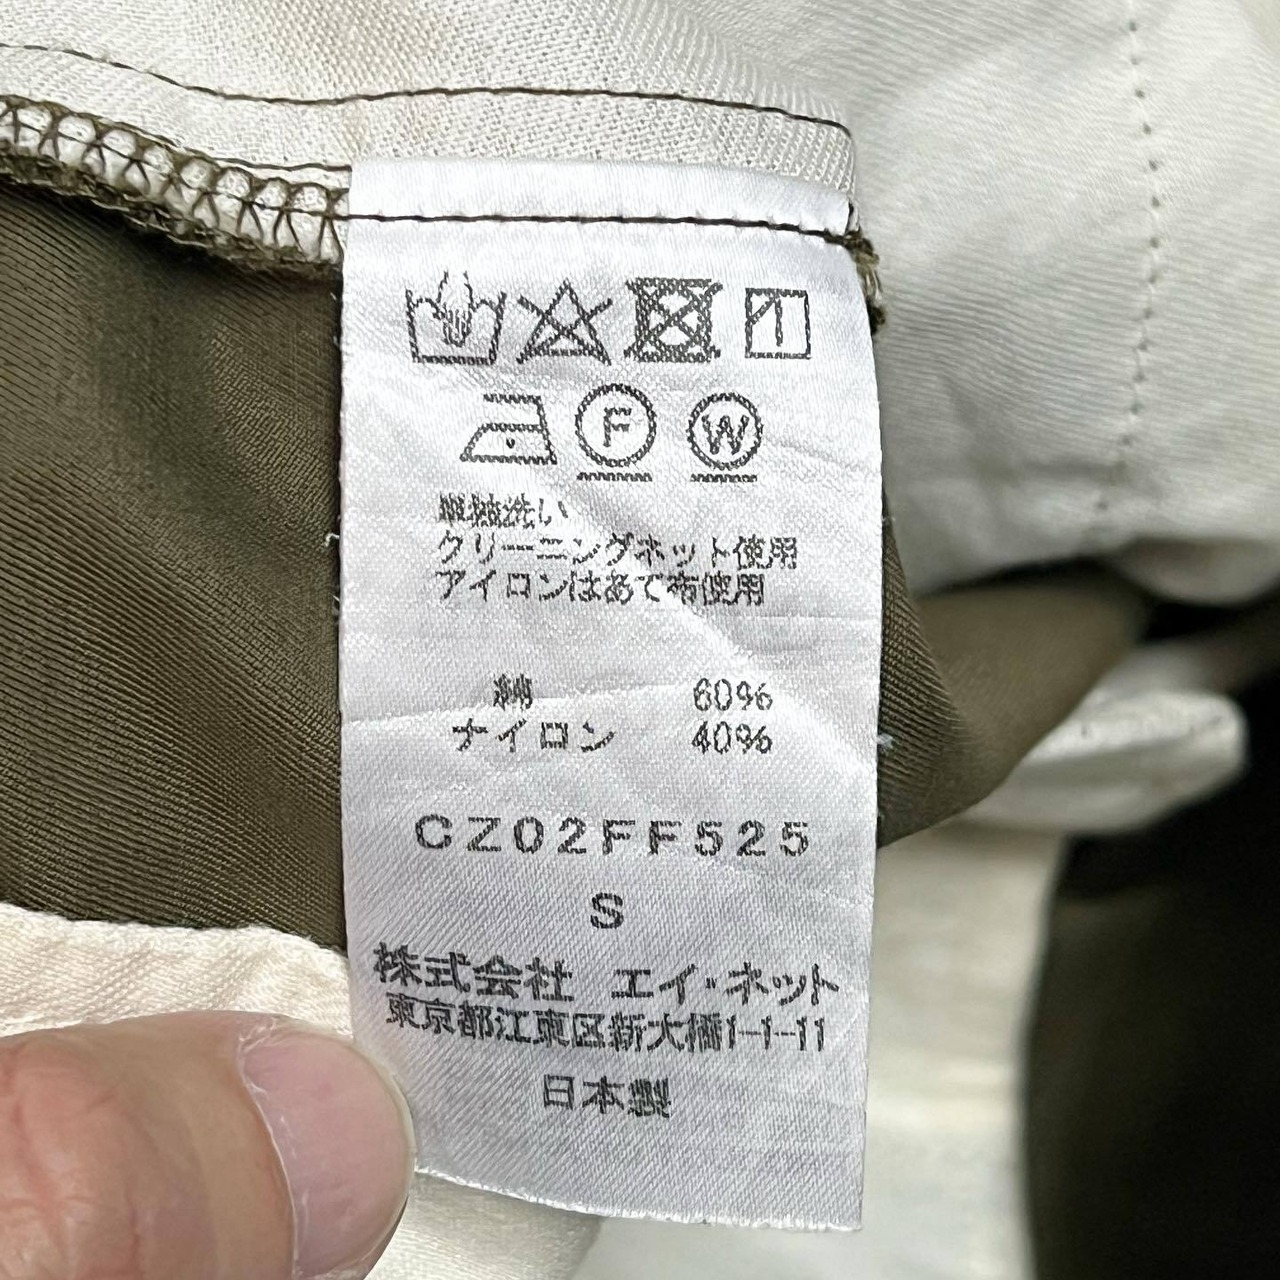 F W
単独洗い
クリーニングネット使用
アイロンはあて布使用
綿 60%
ナイロン 40%
CZ02FF525
S
株式会社 エイ・ネット
東京都江東区新大橋1-1-11
日本製